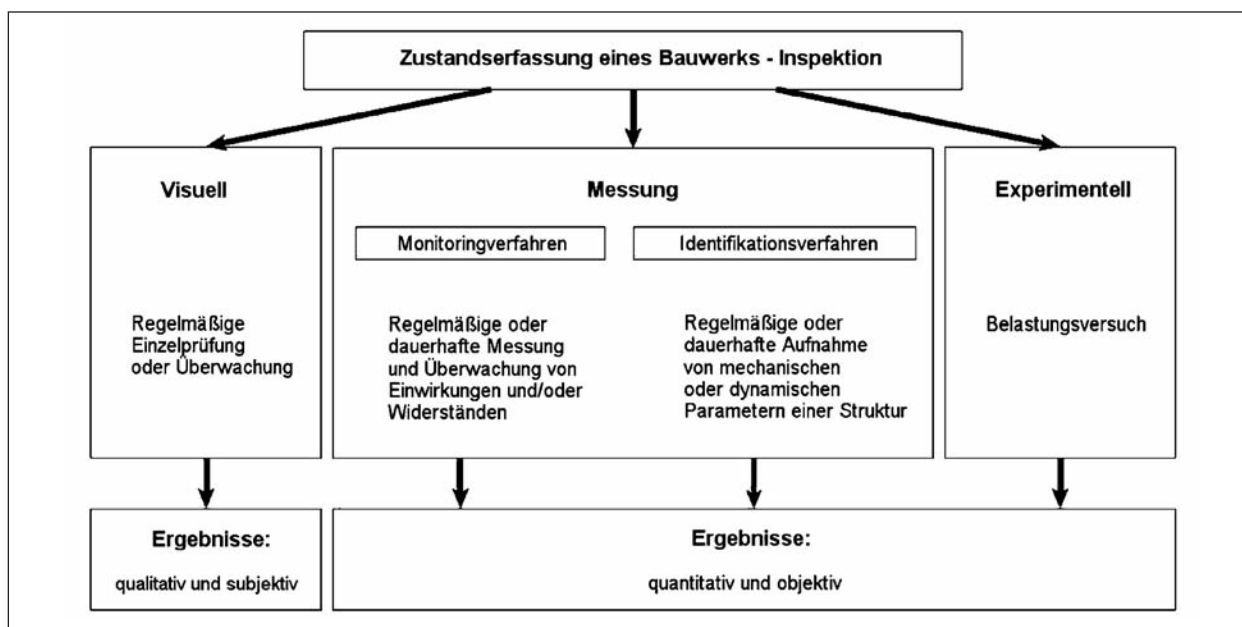 Zustandserfassung eines Bauwerks - Inspektion
Visuell
Regelmäßige
Einzelprüfung
oder Überwachung
Messung
Monitoringverfahren
Regelmäßige oder
dauerhafte Messung
und Überwachung von
Einwirkungen und/oder
Widerständen
Identifikationsverfahren
Regelmäßige oder
dauerhafte Aufnahme
von mechanischen
oder dynamischen
Parametern einer Struktur
Experimentell
Belastungsversuch
Ergebnisse:
qualitativ und subjektiv
Ergebnisse:
quantitativ und objektiv